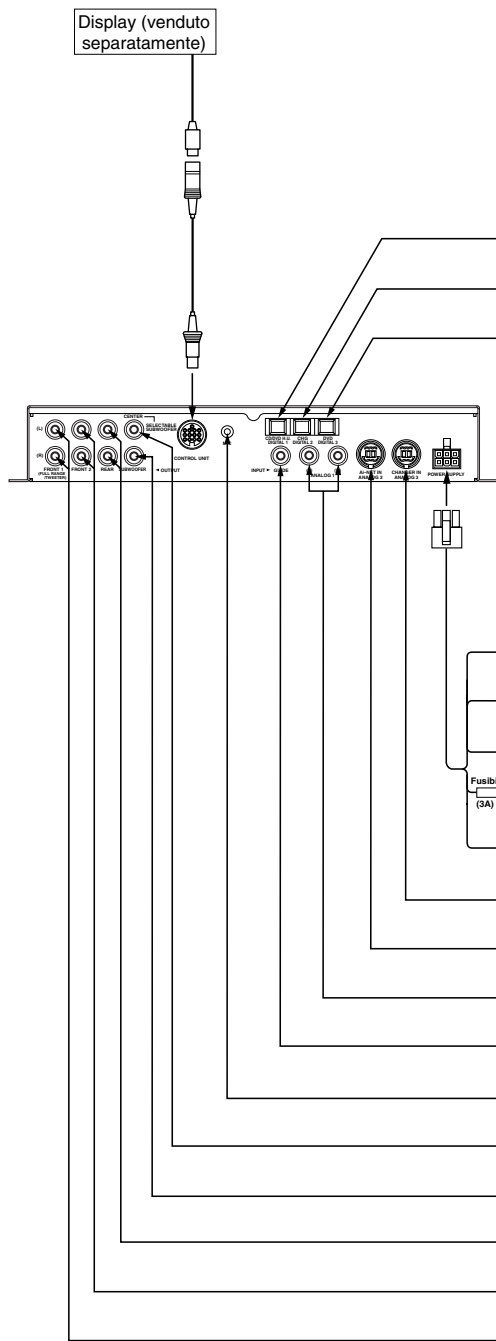 Display (venduto
separatamente)
CENTER
SELECTABLE
SUBWOOFER
(L)
(R)
FRONT 1
(FULL RANGE
/TWEETER)
FRONT 2
REAR
SUBWOOFER
◄ OUTPUT
CONTROL UNIT
CD/DVD H.U.
DIGITAL 1
CHG
DIGITAL 2
DVD
DIGITAL 3
INPUT ►
GUIDE
ANALOG 1
AI-NET IN
ANALOG 2
CHANGER IN
ANALOG 3
POWER SUPPLY
Fusibi
(3A)